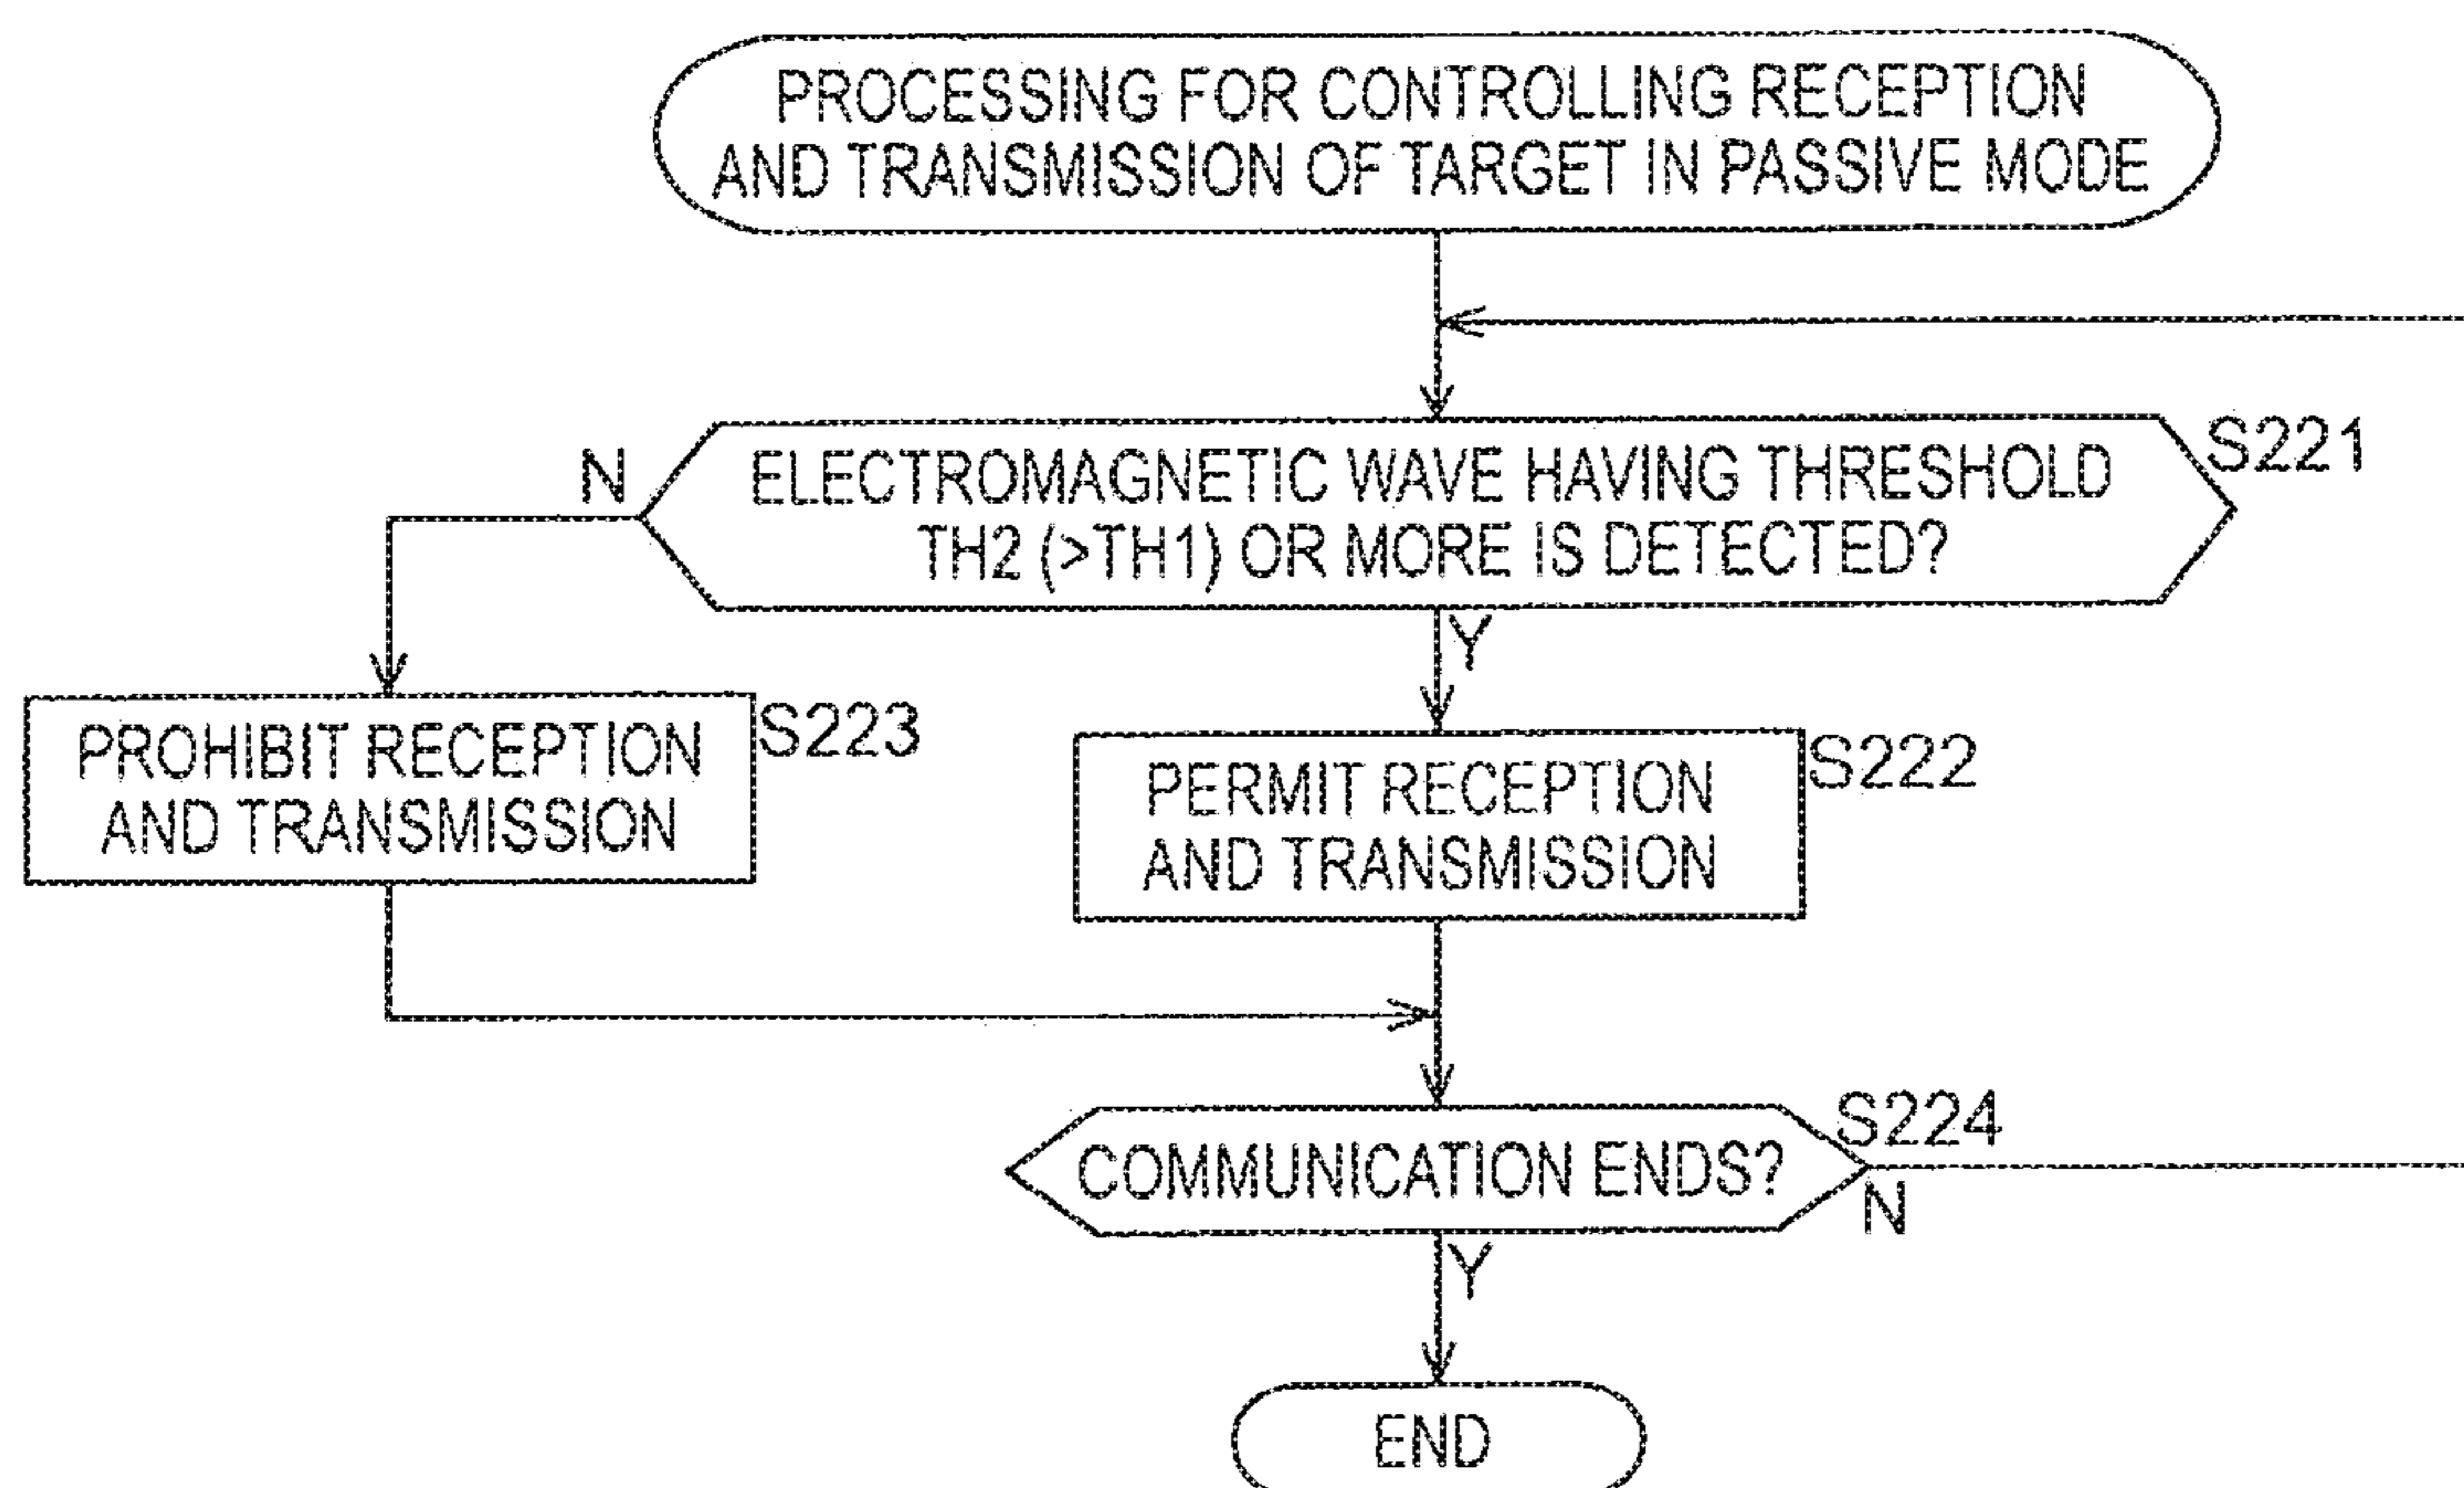 PROCESSING FOR CONTROLLING RECEPTION
AND TRANSMISSION OF TARGET IN PASSIVE MODE
N
ELECTROMAGNETIC WAVE HAVING THRESHOLD
TH2 (>TH1) OR MORE IS DETECTED?
S221
Y
PROHIBIT RECEPTION
AND TRANSMISSION
S223
PERMIT RECEPTION
AND TRANSMISSION
S222
COMMUNICATION ENDS?
S224
N
Y
END